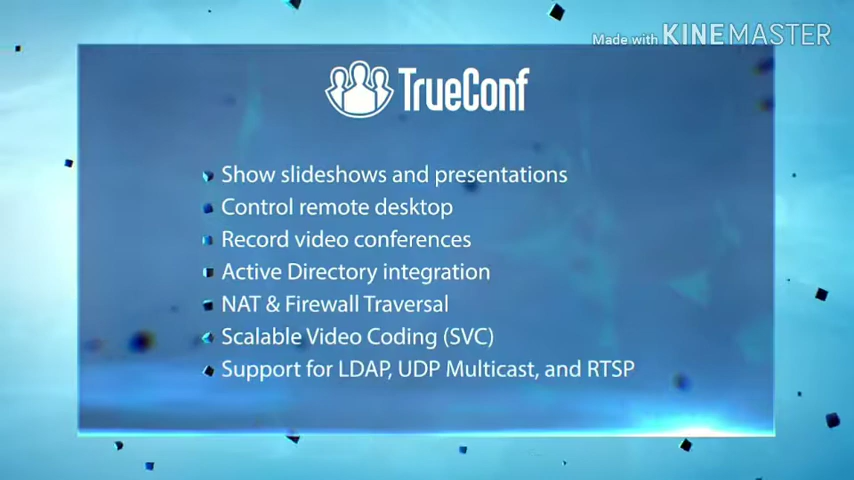 Made with KINEMASTER
TrueConf
Show slideshows and presentations
Control remote desktop
Record video conferences
Active Directory integration
NAT & Firewall Traversal
Scalable Video Coding (SVC)
Support for LDAP, UDP Multicast, and RTSP